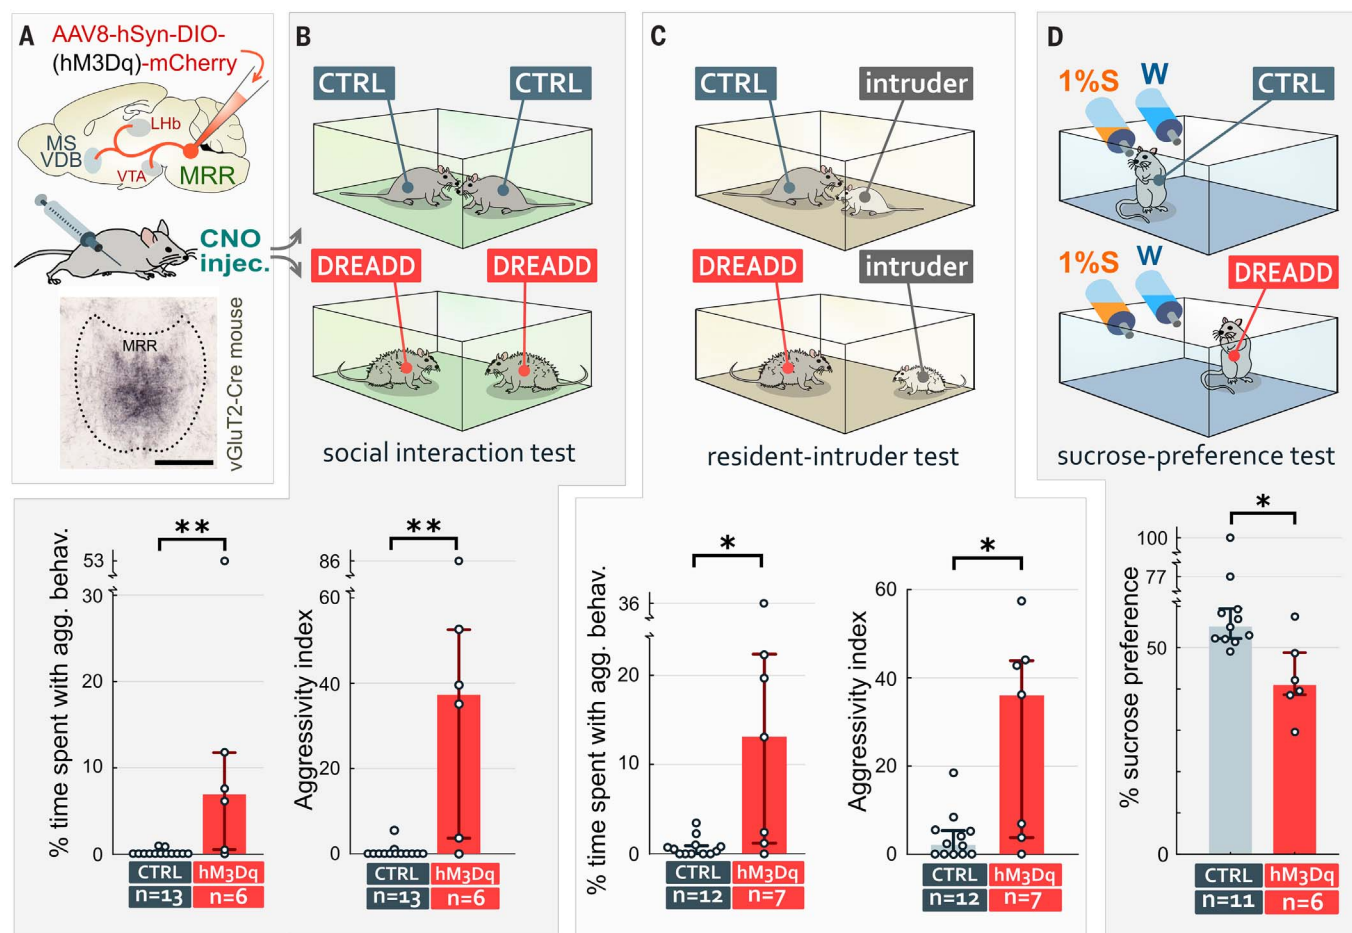 A
AAV8-hSyn-DIO-
(hM3Dq)-mCherry
LHb
MS
VDB
VTA
MRR
CNO
injec.
MRR
vGluT2-Cre mouse
B
CTRL
CTRL
DREADD
DREADD
social interaction test
**
% time spent with agg. behav.
53
30
20
10
0
CTRL
hM3Dq
n=13
n=6
**
Aggressivity index
86
60
40
20
0
CTRL
hM3Dq
n=13
n=6
C
CTRL
intruder
DREADD
intruder
resident-intruder test
*
% time spent with agg. behav.
36
20
10
0
CTRL
hM3Dq
n=12
n=7
*
Aggressivity index
60
40
20
0
CTRL
hM3Dq
n=12
n=7
D
1%S
W
CTRL
1%S
W
DREADD
sucrose-preference test
*
% sucrose preference
100
77
50
0
CTRL
hM3Dq
n=11
n=6